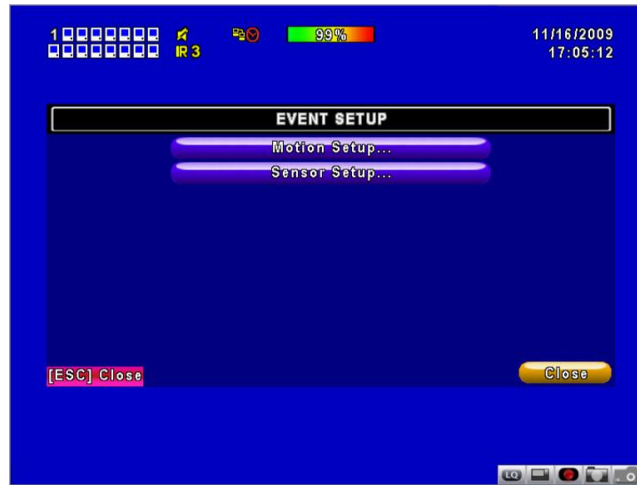 1
IR 3
99%
11/16/2009
17:05:12
EVENT SETUP
Motion Setup...
Sensor Setup...
[ESC] Close
Close
LQ